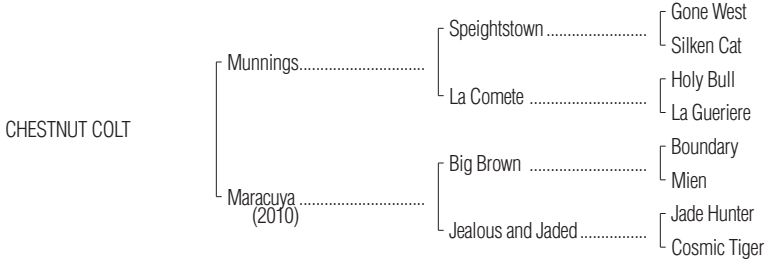 Gone West
Speightstown ........................
Silken Cat
Munnings..............................
Holy Bull
La Comete ............................
La Gueriere
CHESTNUT COLT
Boundary
Big Brown ............................
Mien
Maracuya ..............................
(2010)
Jade Hunter
Jealous and Jaded ................
Cosmic Tiger